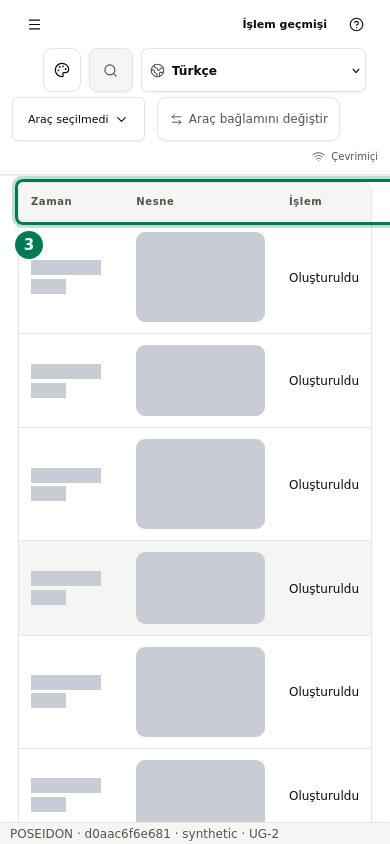 İşlem geçmişi
Türkçe
Araç seçilmedi
Araç bağlamını değiştir
Çevrimiçi
Zaman Nesne İşlem
3
Oluşturuldu
Oluşturuldu
Oluşturuldu
Oluşturuldu
Oluşturuldu
Oluşturuldu
POSEIDON · d0aac6f6e681 · synthetic · UG-2